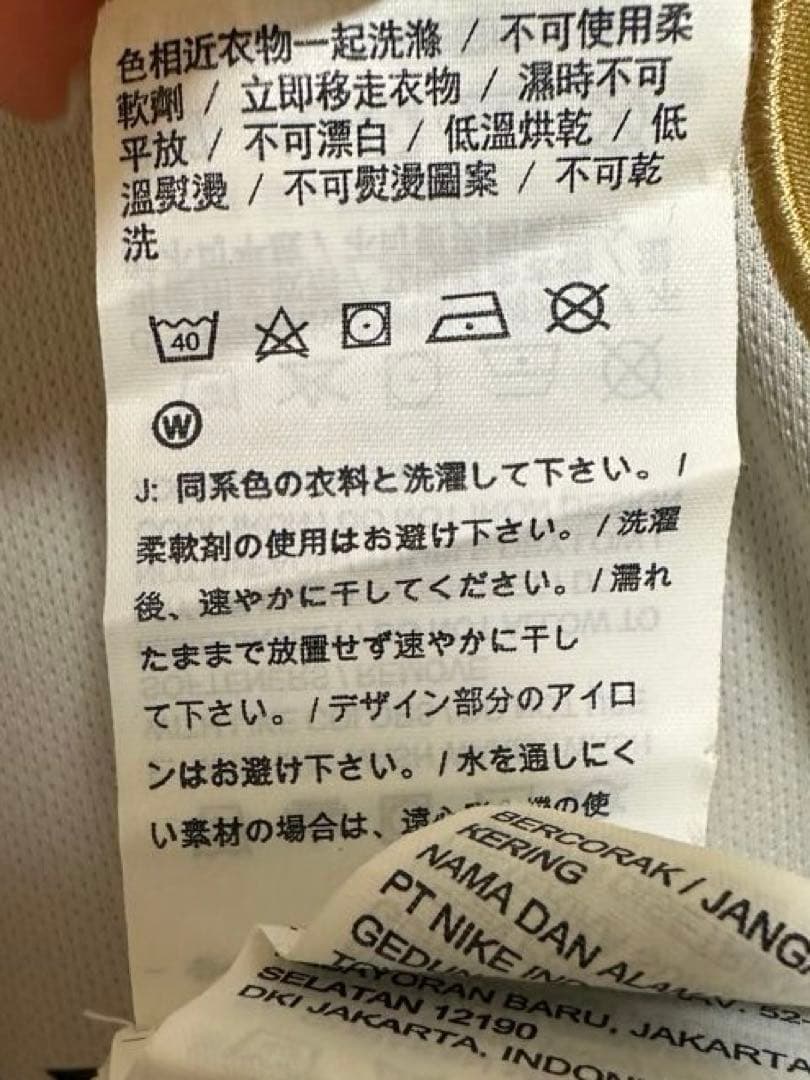 色相近衣物一起洗滌 / 不可使用柔
軟劑 / 立即移走衣物 / 濕時不可
平放 / 不可漂白 / 低溫烘乾 / 低
溫熨燙 / 不可熨燙圖案 / 不可乾
洗
40
W
J: 同系色の衣料と洗濯して下さい。 /
柔軟剤の使用はお避け下さい。 / 洗濯
後、速やかに干してください。 / 濡れ
たままで放置せず速やかに干し
て下さい。 / デザイン部分のアイロ
ンはお避け下さい。 / 水を通しにく
い素材の場合は、遠心 の使
BERCORAK / JANGA
KERING
NAMA DAN
PT NIKE
TAYORAN BARU, JAKARTA
SELATAN 12190
DKI JAKARTA, INDON